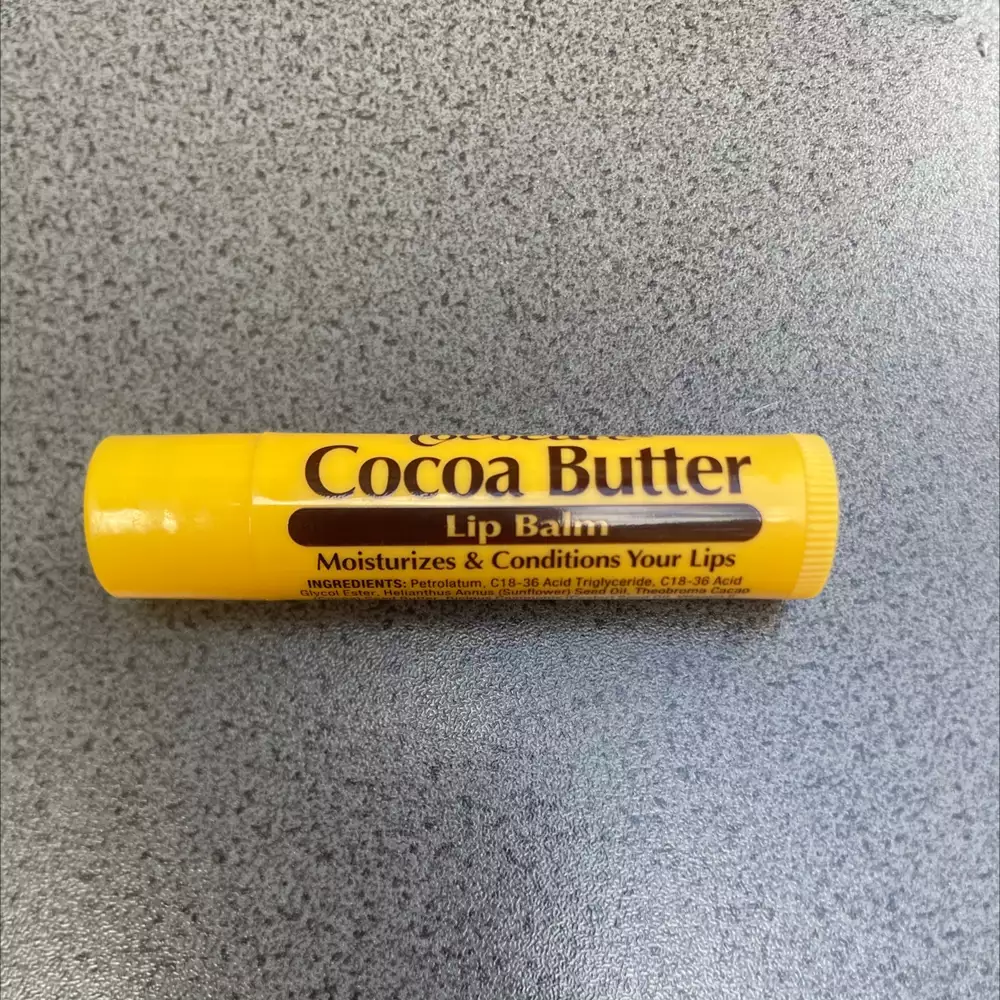 Cococare
Cocoa Butter
Lip Balm
Moisturizes & Conditions Your Lips
INGREDIENTS: Petrolatum, C18-36 Acid Triglyceride, C18-36 Acid
Glycol Ester, Helianthus Annus (Sunflower) Seed Oil, Theobroma Cacao